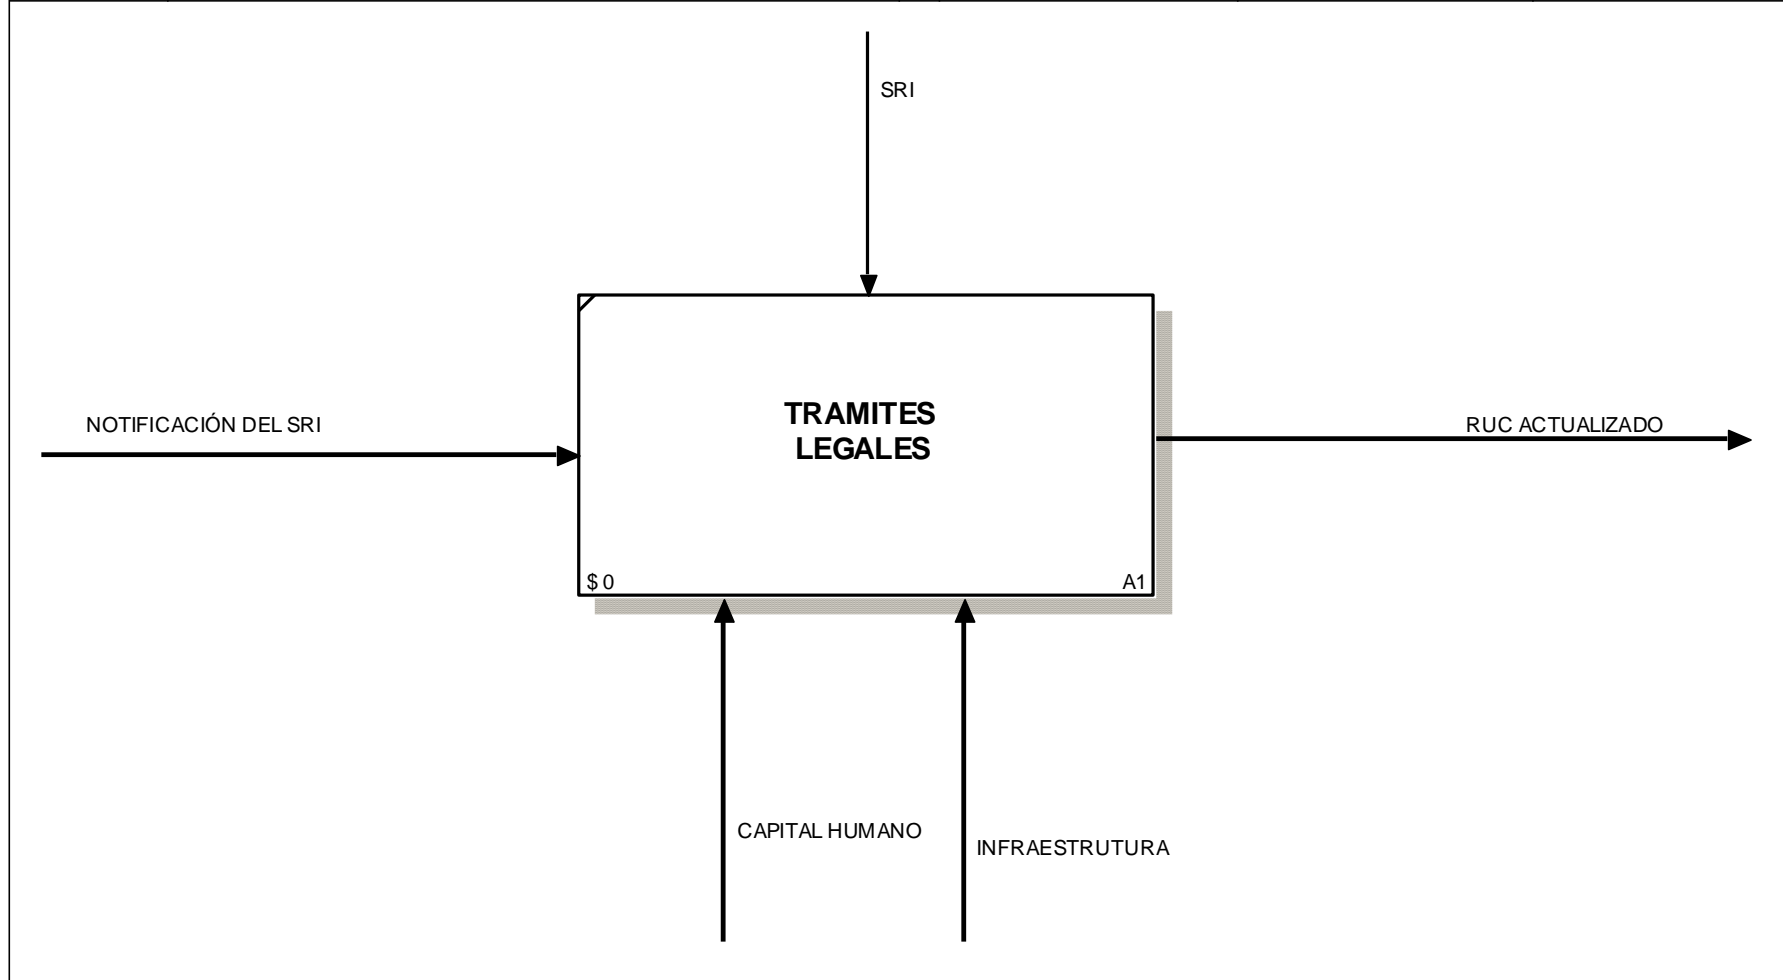 SRI
NOTIFICACIÓN DEL SRI
TRAMITES
LEGALES
RUC ACTUALIZADO
$ 0
A1
CAPITAL HUMANO
INFRAESTRUTURA